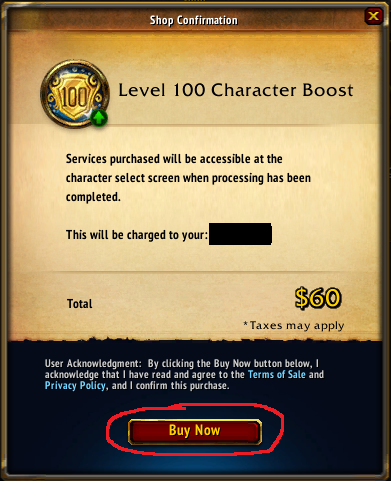 Shop Confirmation
100
Level 100 Character Boost
Services purchased will be accessible at the
character select screen when processing has been
completed.
This will be charged to your:
Total
$60
*Taxes may apply
User Acknowledgment: By clicking the Buy Now button below, I
acknowledge that I have read and agree to the Terms of Sale and
Privacy Policy, and I confirm this purchase.
Buy Now